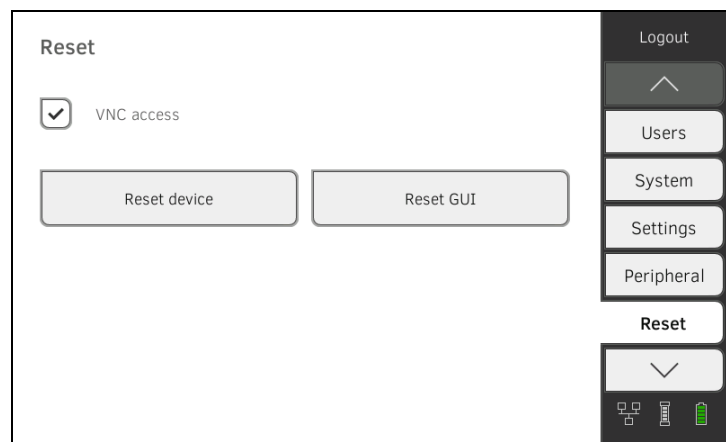 Reset
VNC access
Reset device
Reset GUI
Logout
Users
System
Settings
Peripheral
Reset